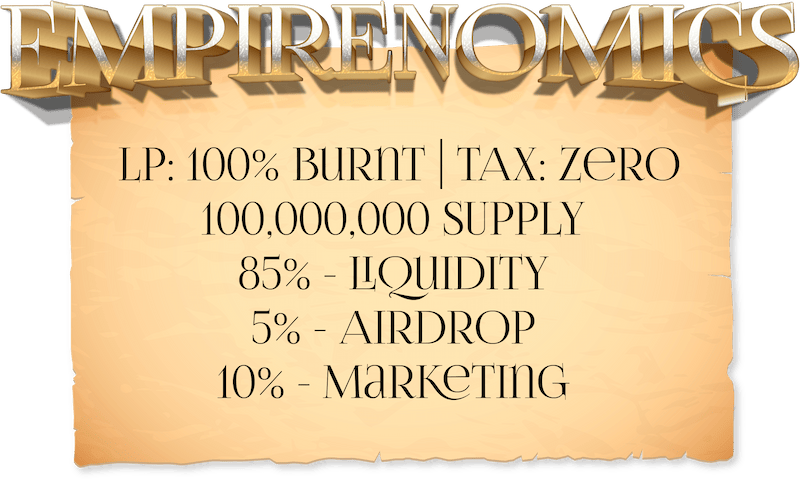 EMPIRENOMICS
LP: 100% BURNT | TAX: ZERO
100,000,000 SUPPLY
85% - LIQUIDITY
5% - AIRDROP
10% - MARKETING